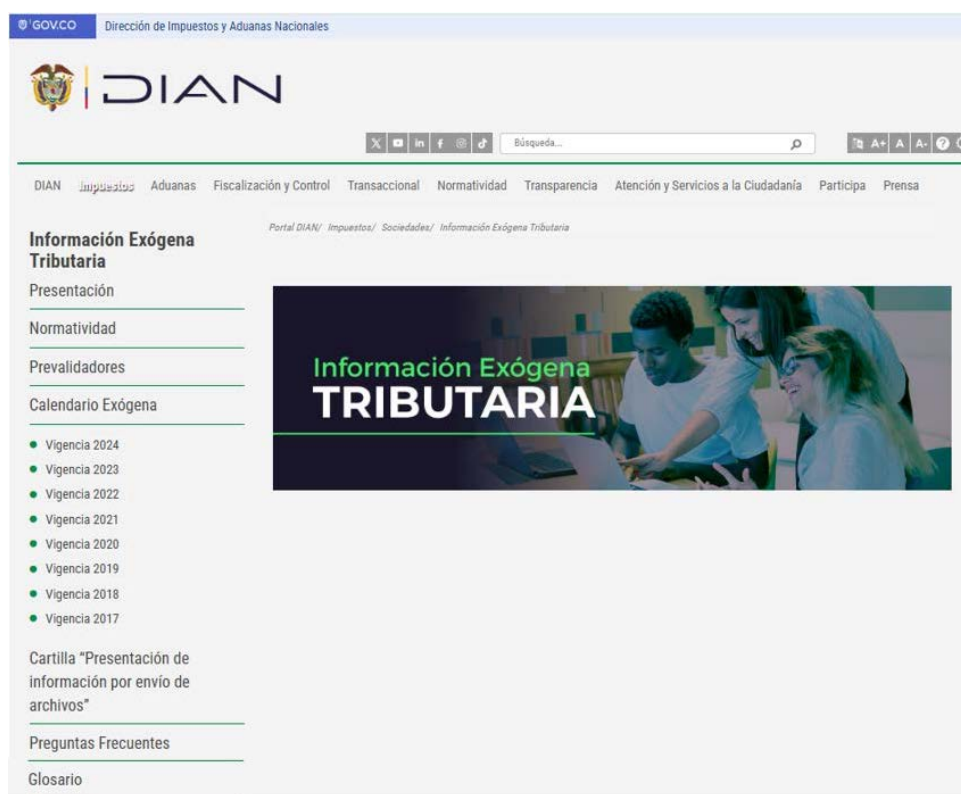 GOV.CO Dirección de Impuestos y Aduanas Nacionales
DIAN
Búsqueda...
A+ A A- ?
DIAN Impuestos Aduanas Fiscalización y Control Transaccional Normatividad Transparencia Atención y Servicios a la Ciudadanía Participa Prensa
Portal DIAN/ Impuestos/ Sociedades/ Información Exógena Tributaria
Información Exógena
Tributaria
Presentación
Normatividad
Prevalidadores
Calendario Exógena
Vigencia 2024
Vigencia 2023
Vigencia 2022
Vigencia 2021
Vigencia 2020
Vigencia 2019
Vigencia 2018
Vigencia 2017
Cartilla "Presentación de
información por envío de
archivos"
Preguntas Frecuentes
Glosario
Información Exógena
TRIBUTARIA